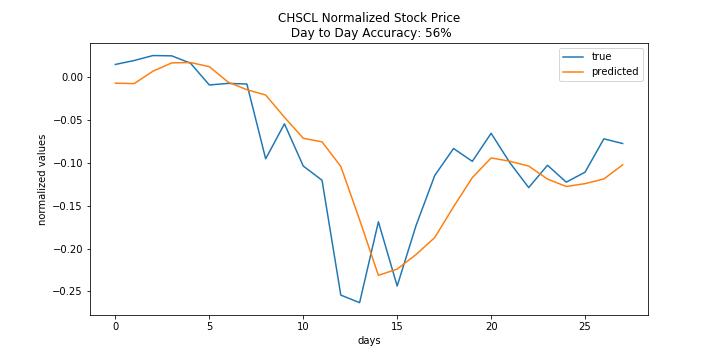 CHSCL Normalized Stock Price
Day to Day Accuracy: 56%
true
predicted
0.00
−0.05
−0.10
−0.15
−0.20
−0.25
normalized values
0 5 10 15 20 25
days